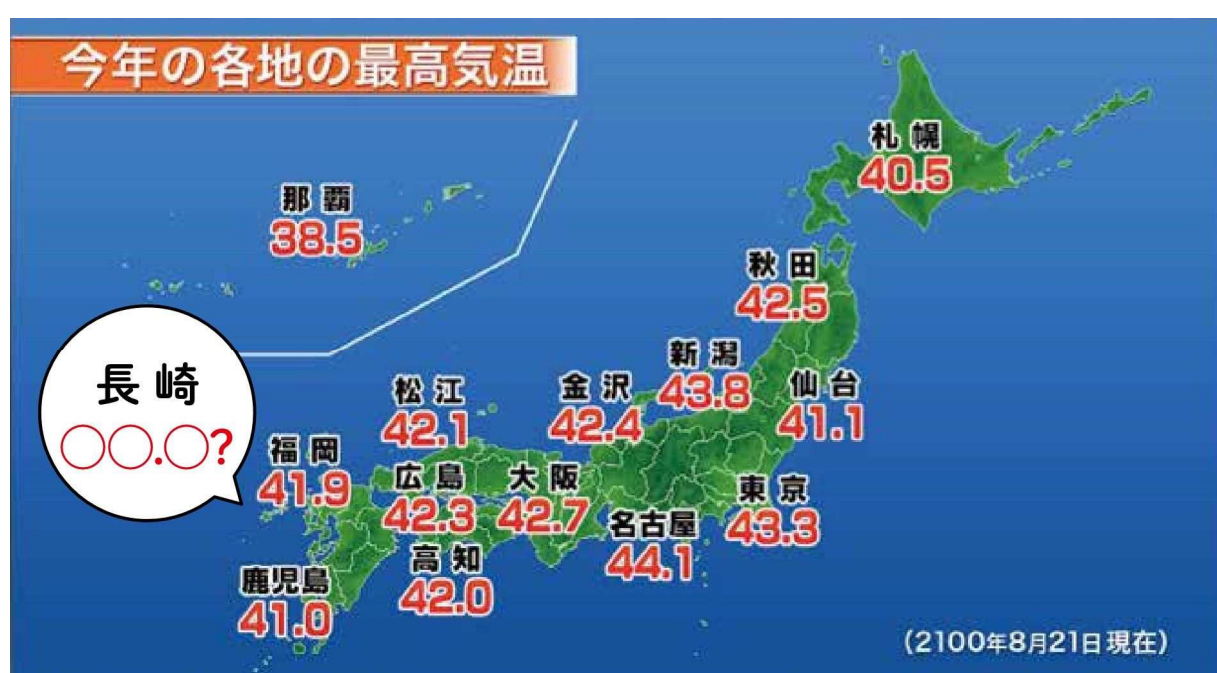 今年の各地の最高気温
札幌
40.5
那覇
38.5
秋田
42.5
新潟
43.8
仙台
41.1
長崎
○○.○?
松江
42.1
金沢
42.4
福岡
41.9
広島
42.3
大阪
42.7
名古屋
44.1
東京
43.3
高知
42.0
鹿児島
41.0
(2100年8月21日現在)